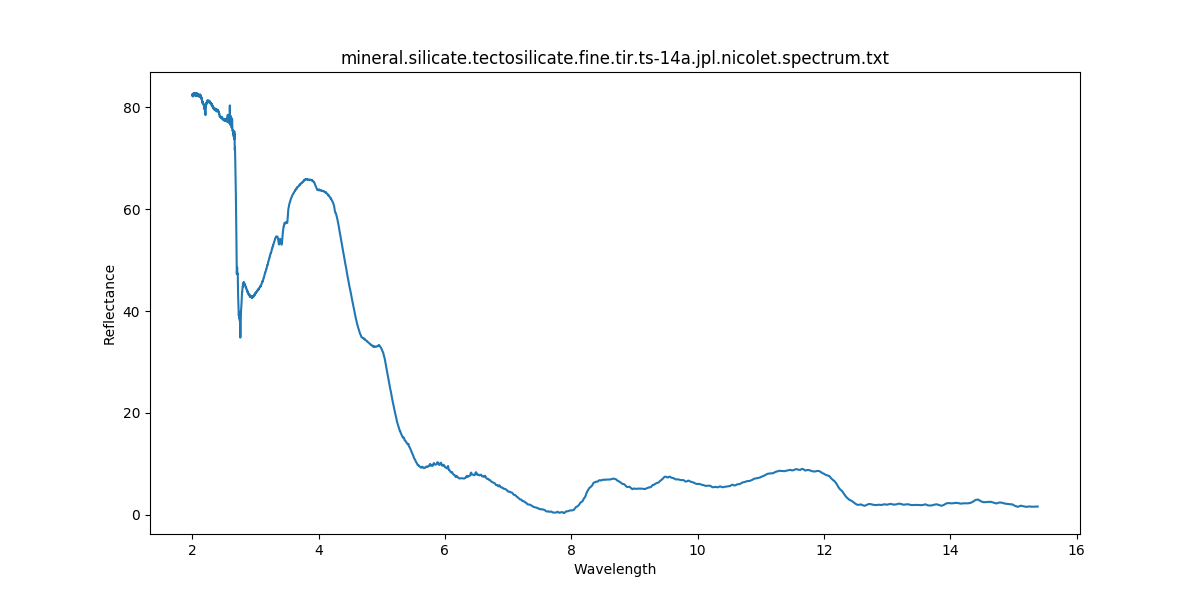 mineral.silicate.tectosilicate.fine.tir.ts-14a.jpl.nicolet.spectrum.txt
80
60
40
20
0
Reflectance
2 4 6 8 10 12 14 16
Wavelength